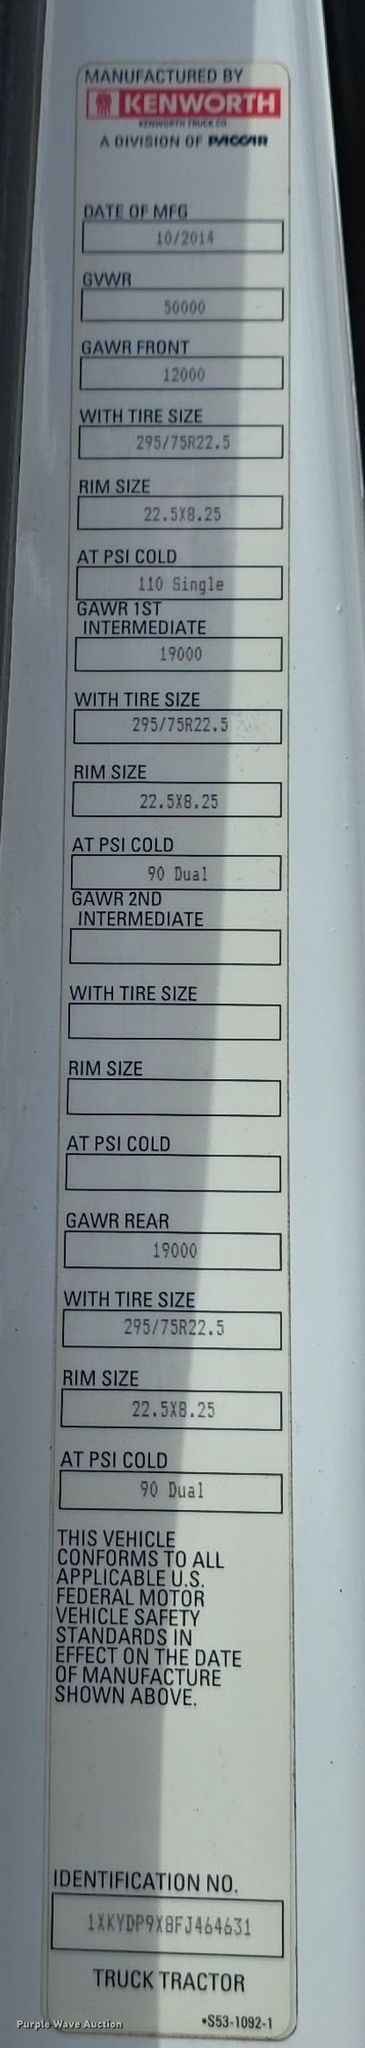 MANUFACTURED BY
KENWORTH
KENWORTH TRUCK CO.
A DIVISION OF PACCAR
DATE OF MFG
10/2014
GVWR
50000
GAWR FRONT
12000
WITH TIRE SIZE
295/75R22.5
RIM SIZE
22.5X8.25
AT PSI COLD
110 Single
GAWR 1ST
INTERMEDIATE
19000
WITH TIRE SIZE
295/75R22.5
RIM SIZE
22.5X8.25
AT PSI COLD
90 Dual
GAWR 2ND
INTERMEDIATE
WITH TIRE SIZE
RIM SIZE
AT PSI COLD
GAWR REAR
19000
WITH TIRE SIZE
295/75R22.5
RIM SIZE
22.5X8.25
AT PSI COLD
90 Dual
THIS VEHICLE
CONFORMS TO ALL
APPLICABLE U.S.
FEDERAL MOTOR
VEHICLE SAFETY
STANDARDS IN
EFFECT ON THE DATE
OF MANUFACTURE
SHOWN ABOVE.
IDENTIFICATION NO.
1XKYDP9X8FJ464631
TRUCK TRACTOR
•S53-1092-1
Purple Wave Auction